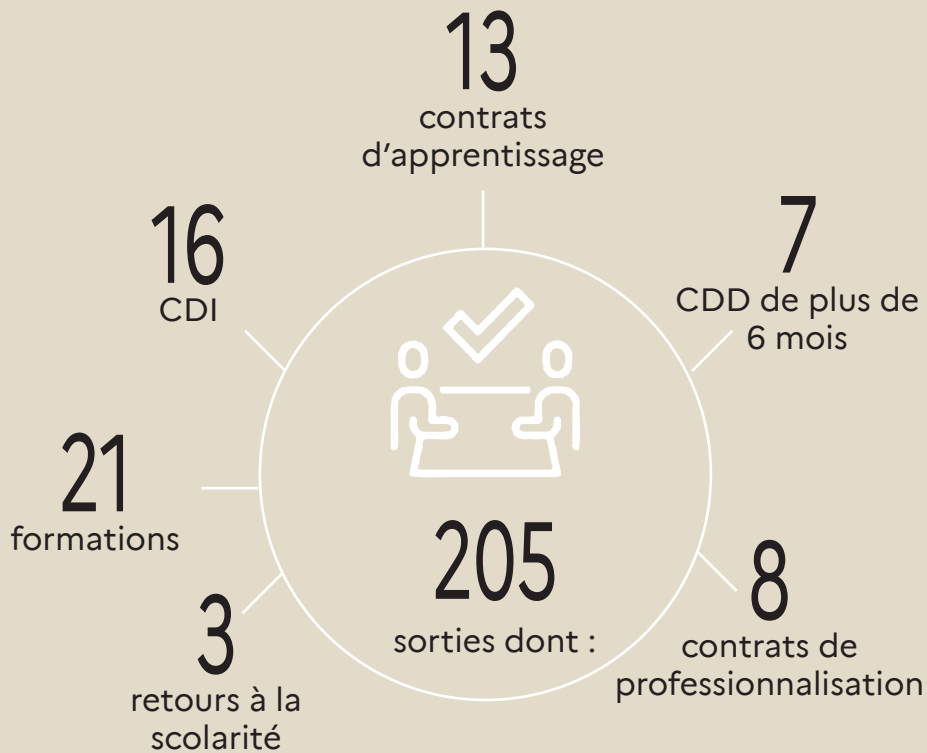 13
contrats
d'apprentissage
16
CDI
7
CDD de plus de
6 mois
21
formations
205
sorties dont :
8
contrats de
professionnalisation
3
retours à la
scolarité